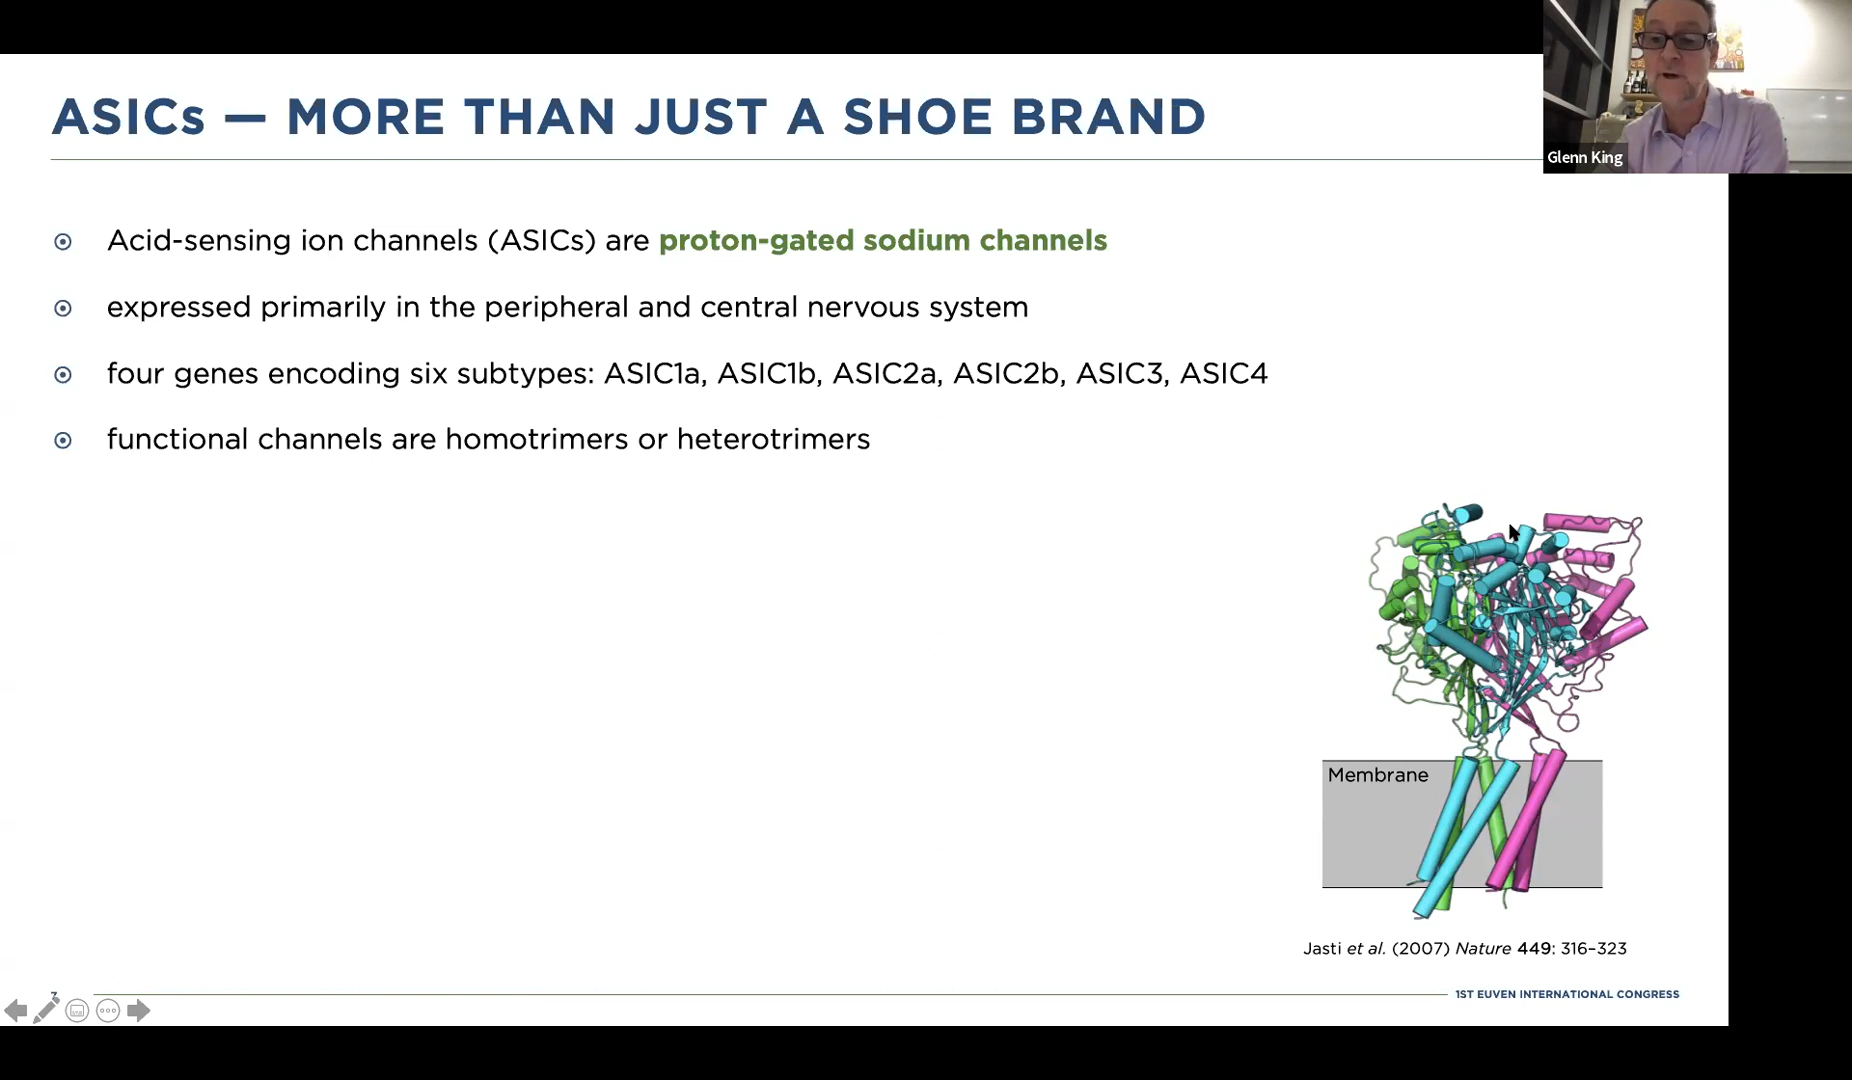 ASICs — MORE THAN JUST A SHOE BRAND
Glenn King
Acid-sensing ion channels (ASICs) are proton-gated sodium channels
expressed primarily in the peripheral and central nervous system
four genes encoding six subtypes: ASIC1a, ASIC1b, ASIC2a, ASIC2b, ASIC3, ASIC4
functional channels are homotrimers or heterotrimers
Membrane
Jasti et al. (2007) Nature 449: 316–323
1ST EUVEN INTERNATIONAL CONGRESS